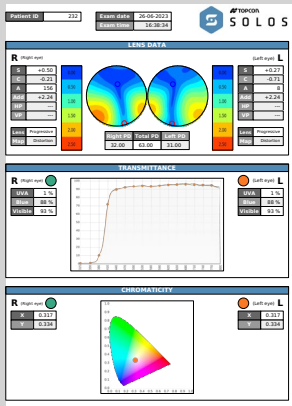 Patient ID 232
Exam date 26-06-2023
Exam time 16:38:34
TOPCON
SOLOS
LENS DATA
R (Right eye)
(Left eye) L
S +0.50
C -0.21
A 156
Add +2.24
HP ---
VP ---
Lens Progressive
Map Distortion
S +0.27
C -0.71
A 8
Add +2.24
HP ---
VP ---
Lens Progressive
Map Distortion
Right PD Total PD Left PD
32.00 63.00 31.00
TRANSMITTANCE
R (Right eye)
(Left eye) L
UVA 1 %
Blue 88 %
Visible 93 %
UVA 1 %
Blue 88 %
Visible 93 %
CHROMATICITY
R (Right eye)
(Left eye) L
X 0.317
Y 0.334
X 0.317
Y 0.334